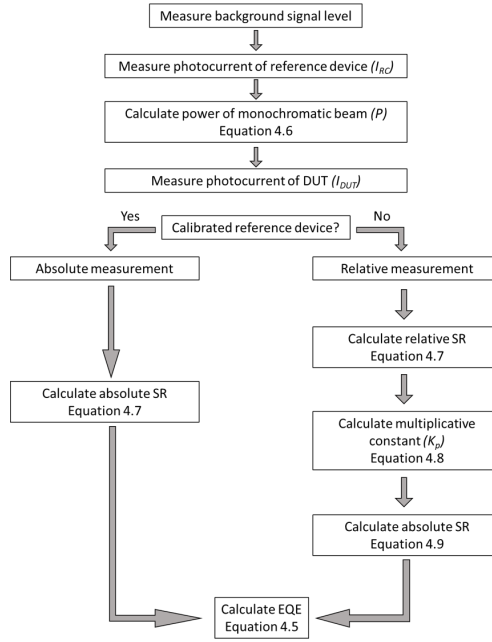 Measure background signal level
Measure photocurrent of reference device (I_RC)
Calculate power of monochromatic beam (P)
Equation 4.6
Measure photocurrent of DUT (I_DUT)
Yes
Calibrated reference device?
No
Absolute measurement
Relative measurement
Calculate relative SR
Equation 4.7
Calculate absolute SR
Equation 4.7
Calculate multiplicative
constant (K_p)
Equation 4.8
Calculate absolute SR
Equation 4.9
Calculate EQE
Equation 4.5